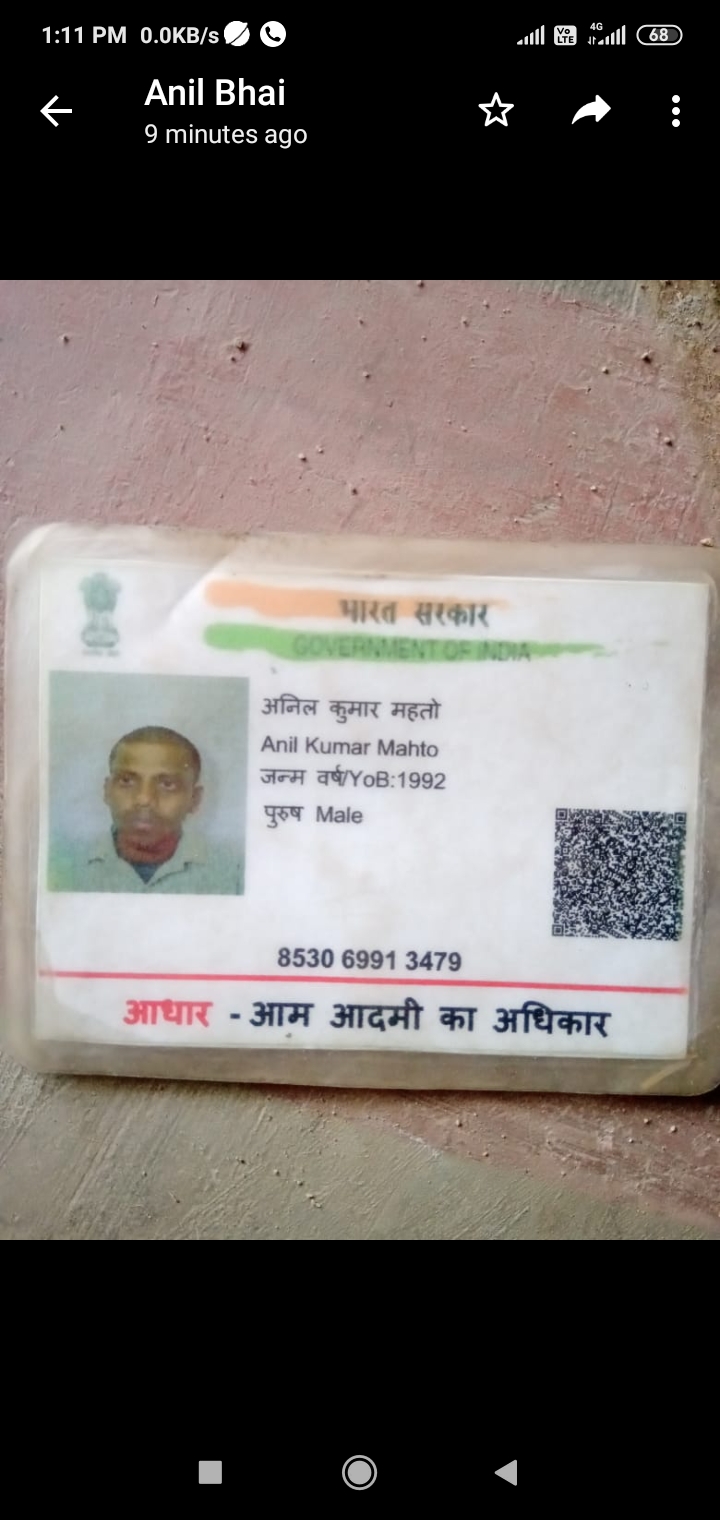 1:11 PM 0.0KB/s Vo LTE 4G 68
Anil Bhai
9 minutes ago
भारत सरकार
GOVERNMENT OF INDIA
अनिल कुमार महतो
Anil Kumar Mahto
जन्म वर्ष/YoB:1992
पुरुष Male
8530 6991 3479
आधार - आम आदमी का अधिकार